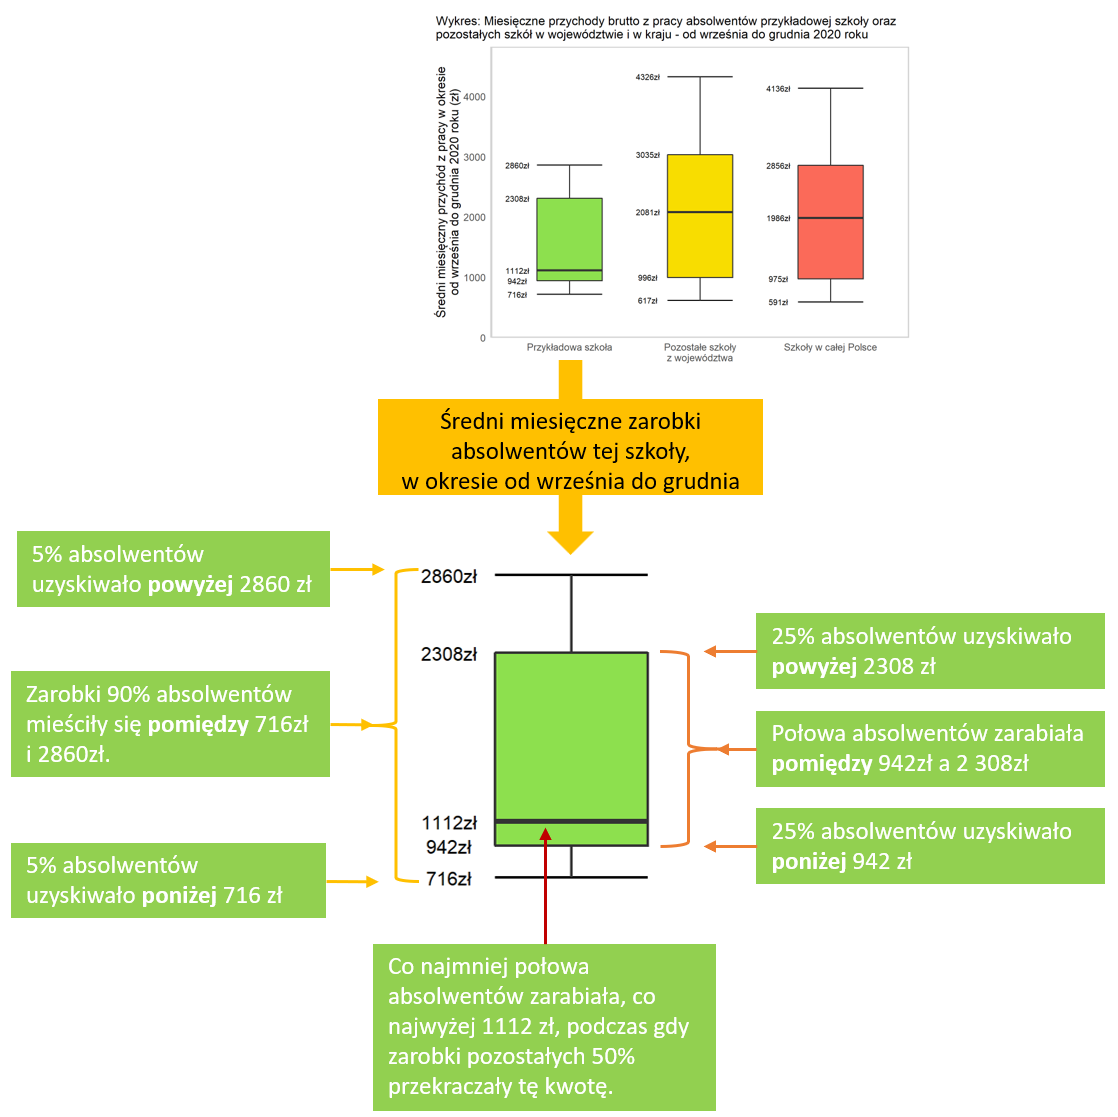 Wykres: Miesięczne przychody brutto z pracy absolwentów przykładowej szkoły oraz
pozostałych szkół w województwie i w kraju - od września do grudnia 2020 roku
Średni miesięczny przychód z pracy w okresie
od września do grudnia 2020 roku (zł)
4000
3000
2000
1000
0
2860zł
2308zł
1112zł
942zł
716zł
4326zł
3035zł
2081zł
996zł
617zł
4136zł
2856zł
1986zł
975zł
591zł
Przykładowa szkoła
Pozostałe szkoły
z województwa
Szkoły w całej Polsce
Średni miesięczne zarobki
absolwentów tej szkoły,
w okresie od września do grudnia
5% absolwentów
uzyskiwało powyżej 2860 zł
Zarobki 90% absolwentów
mieściły się pomiędzy 716zł
i 2860zł.
5% absolwentów
uzyskiwało poniżej 716 zł
2860zł
2308zł
1112zł
942zł
716zł
25% absolwentów uzyskiwało
powyżej 2308 zł
Połowa absolwentów zarabiała
pomiędzy 942zł a 2 308zł
25% absolwentów uzyskiwało
poniżej 942 zł
Co najmniej połowa
absolwentów zarabiała, co
najwyżej 1112 zł, podczas gdy
zarobki pozostałych 50%
przekraczały tę kwotę.